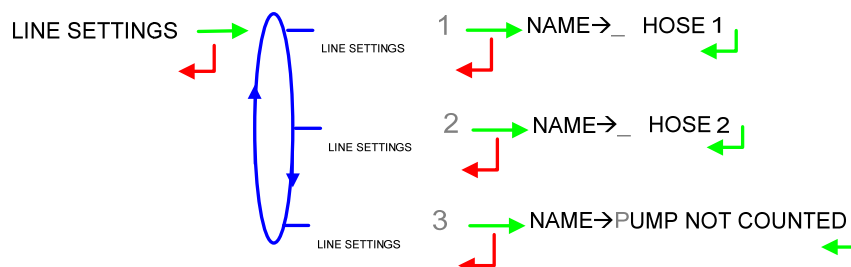 LINE SETTINGS
LINE SETTINGS 1 NAME→_ HOSE 1
LINE SETTINGS 2 NAME→_ HOSE 2
LINE SETTINGS 3 NAME→PUMP NOT COUNTED